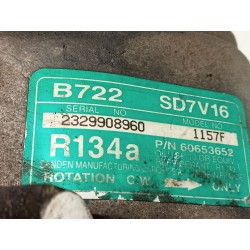 B722 SD7V16
SERIAL NO MODEL NO
2329908960 1157F
R134a P/N 60653652
SANDEN MANUFACTURING
ROTATION C.W. ONLY